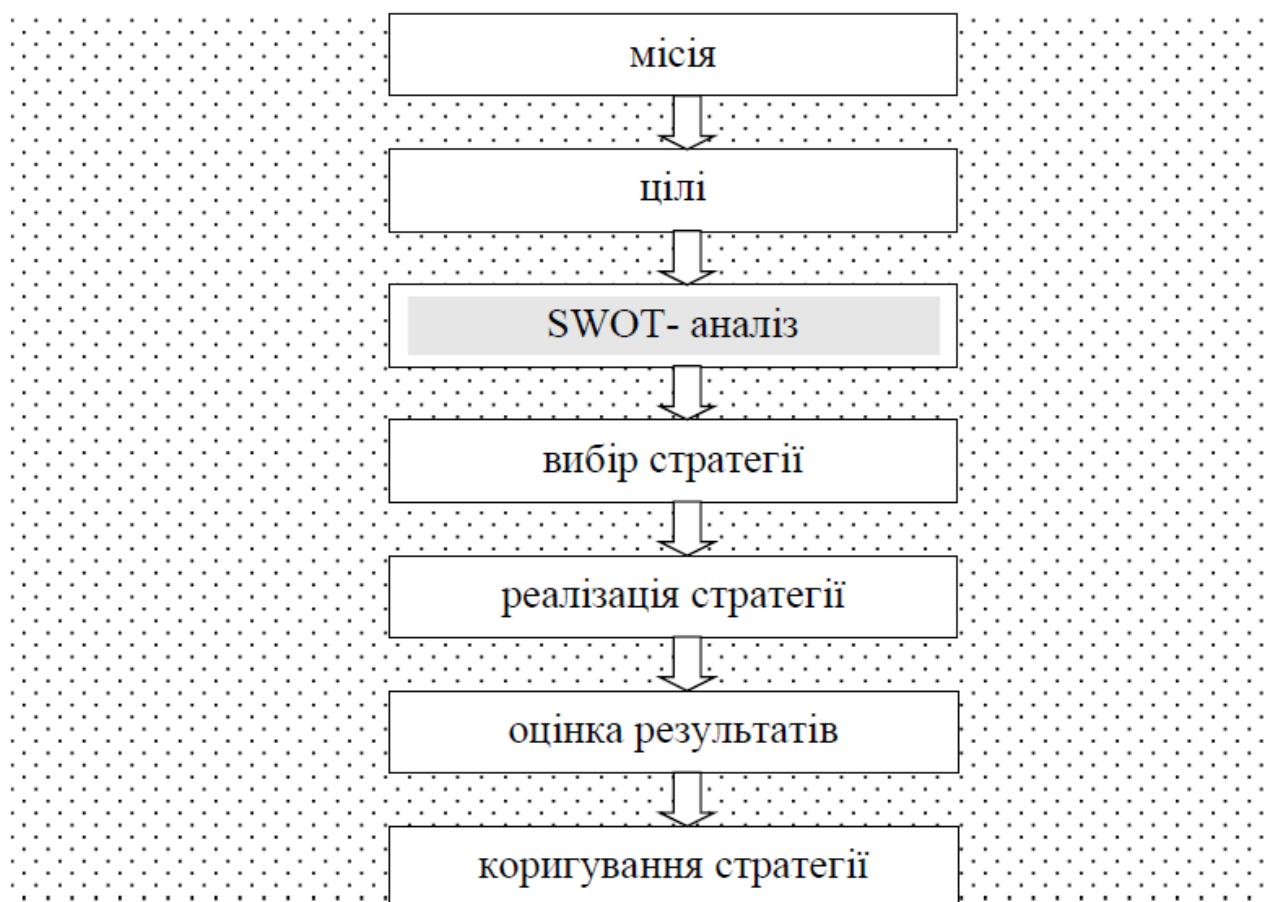 місія
цілі
SWOT- аналіз
вибір стратегії
реалізація стратегії
оцінка результатів
коригування стратегії